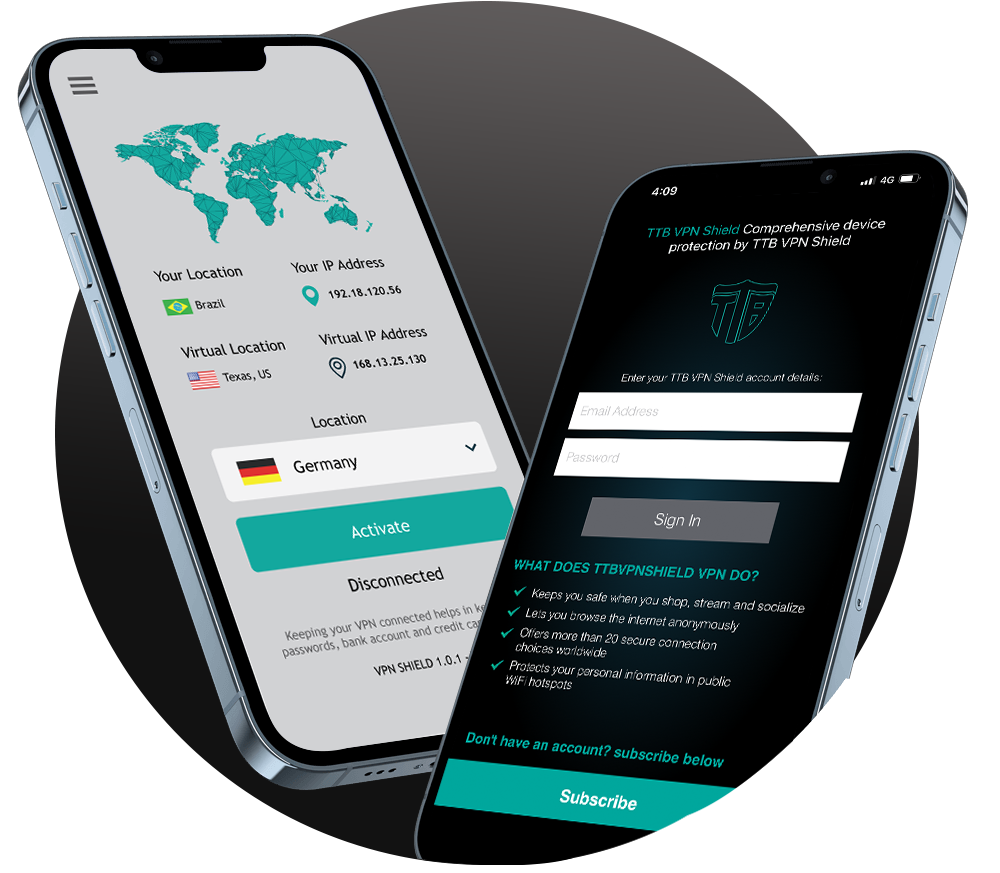 Your Location
Your IP Address
Brazil
192.18.120.56
Virtual Location
Virtual IP Address
Texas, US
168.13.25.130
Location
Germany
Activate
Disconnected
Keeping your VPN connected helps in
passwords, bank account and credit
VPN SHIELD 1.0.1 -
4:09
4G
TTB VPN Shield Comprehensive device
protection by TTB VPN Shield
TTB
Enter your TTB VPN Shield account details:
Email Address
Password
Sign In
WHAT DOES TTBVPNSHIELD VPN DO?
Keeps you safe when you shop, stream and socialize
Lets you browse the internet anonymously
Offers more than 20 secure connection
choices worldwide
Protects your personal information in public
WiFi hotspots
Don't have an account? subscribe below
Subscribe